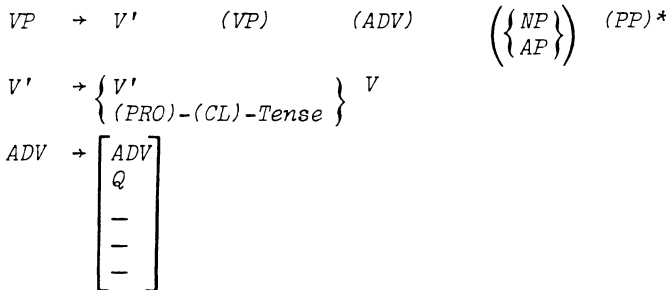 VP → V' (VP) (ADV) ({NP AP}) (PP)*
V' → {V' (PRO)-(CL)-Tense} V
ADV → [ADV
Q
—
—
—]